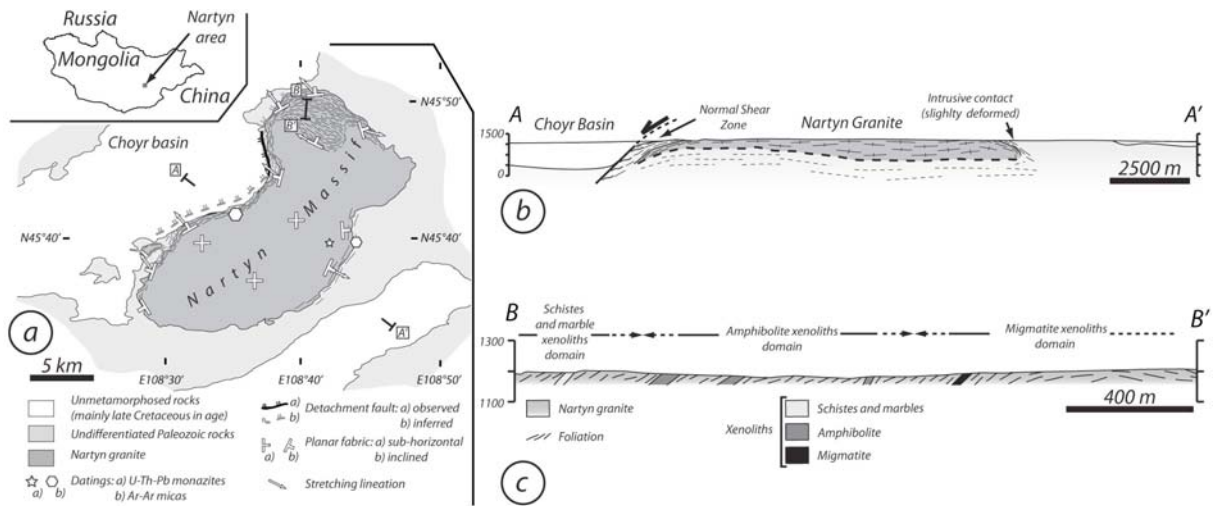 Russia
Mongolia
China
Nartyn
area
N45°50'
N45°40'
N45°40'
Choyr basin
A
B
B'
A'
Nartyn Massif
a
5 km
E108°30'
E108°40'
E108°50'
Unmetamorphosed rocks
(mainly late Cretaceous in age)
Undifferentiated Paleozoic rocks
Nartyn granite
a) b) Datings: a) U-Th-Pb monazites
b) Ar-Ar micas
a)
b)
Detachment fault: a) observed
b) inferred
a) b)
Planar fabric: a) sub-horizontal
b) inclined
Stretching lineation
A
1500
0
Choyr Basin
Normal Shear
Zone
Nartyn Granite
Intrusive contact
(slighlty deformed)
A'
2500 m
b
B
1300
1100
Schistes
and marble
xenoliths
domain
Amphibolite xenoliths
domain
Migmatite xenoliths
domain
B'
400 m
Nartyn granite
Foliation
Xenoliths
Schistes and marbles
Amphibolite
Migmatite
c